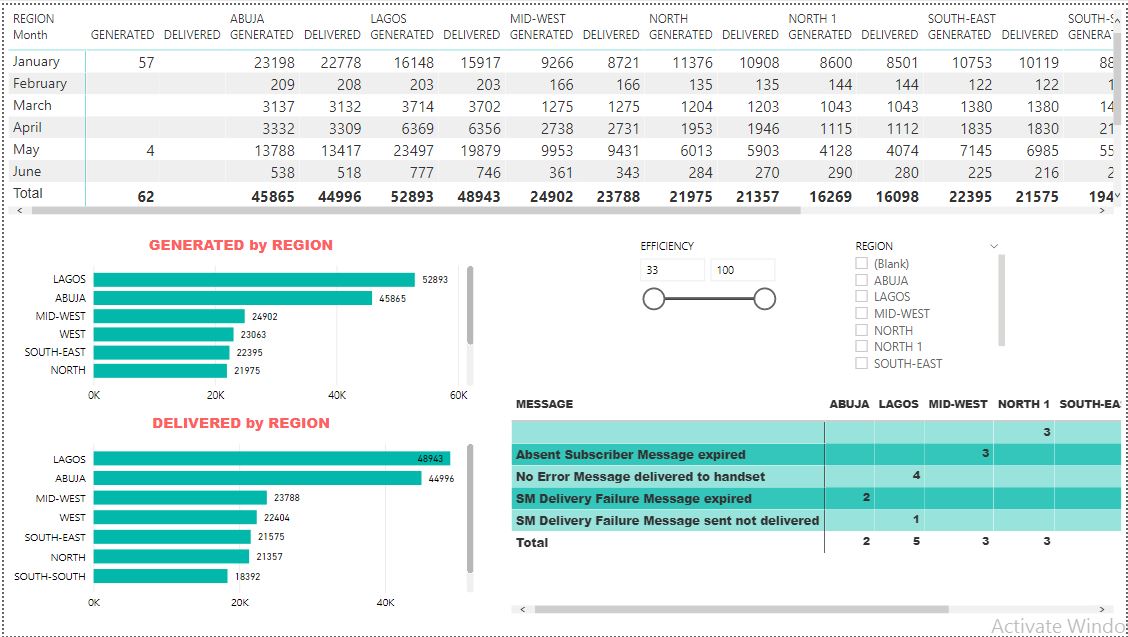 REGION ABUJA LAGOS MID-WEST NORTH NORTH 1 SOUTH-EAST SOUTH-S
Month GENERATED DELIVERED GENERATED DELIVERED GENERATED DELIVERED GENERATED DELIVERED GENERATED DELIVERED GENERATED DELIVERED GENERATED DELIVERED GENERA
January 57 23198 22778 16148 15917 9266 8721 11376 10908 8600 8501 10753 10119 88
February 209 208 203 203 166 166 135 135 144 144 122 122 1
March 3137 3132 3714 3702 1275 1275 1204 1203 1043 1043 1380 1380 14
April 3332 3309 6369 6356 2738 2731 1953 1946 1115 1112 1835 1830 21
May 4 13788 13417 23497 19879 9953 9431 6013 5903 4128 4074 7145 6985 55
June 538 518 777 746 361 343 284 270 290 280 225 216 2
Total 62 45865 44996 52893 48943 24902 23788 21975 21357 16269 16098 22395 21575 194
GENERATED by REGION
LAGOS 52893
ABUJA 45865
MID-WEST 24902
WEST 23063
SOUTH-EAST 22395
NORTH 21975
0K 20K 40K 60K
DELIVERED by REGION
LAGOS 48943
ABUJA 44996
MID-WEST 23788
WEST 22404
SOUTH-EAST 21575
NORTH 21357
SOUTH-SOUTH 18392
0K 20K 40K
EFFICIENCY
33 100
REGION
(Blank)
ABUJA
LAGOS
MID-WEST
NORTH
NORTH 1
SOUTH-EAST
MESSAGE ABUJA LAGOS MID-WEST NORTH 1 SOUTH-EA
3
Absent Subscriber Message expired 3
No Error Message delivered to handset 4
SM Delivery Failure Message expired 2
SM Delivery Failure Message sent not delivered 1
Total 2 5 3 3
Activate Windo